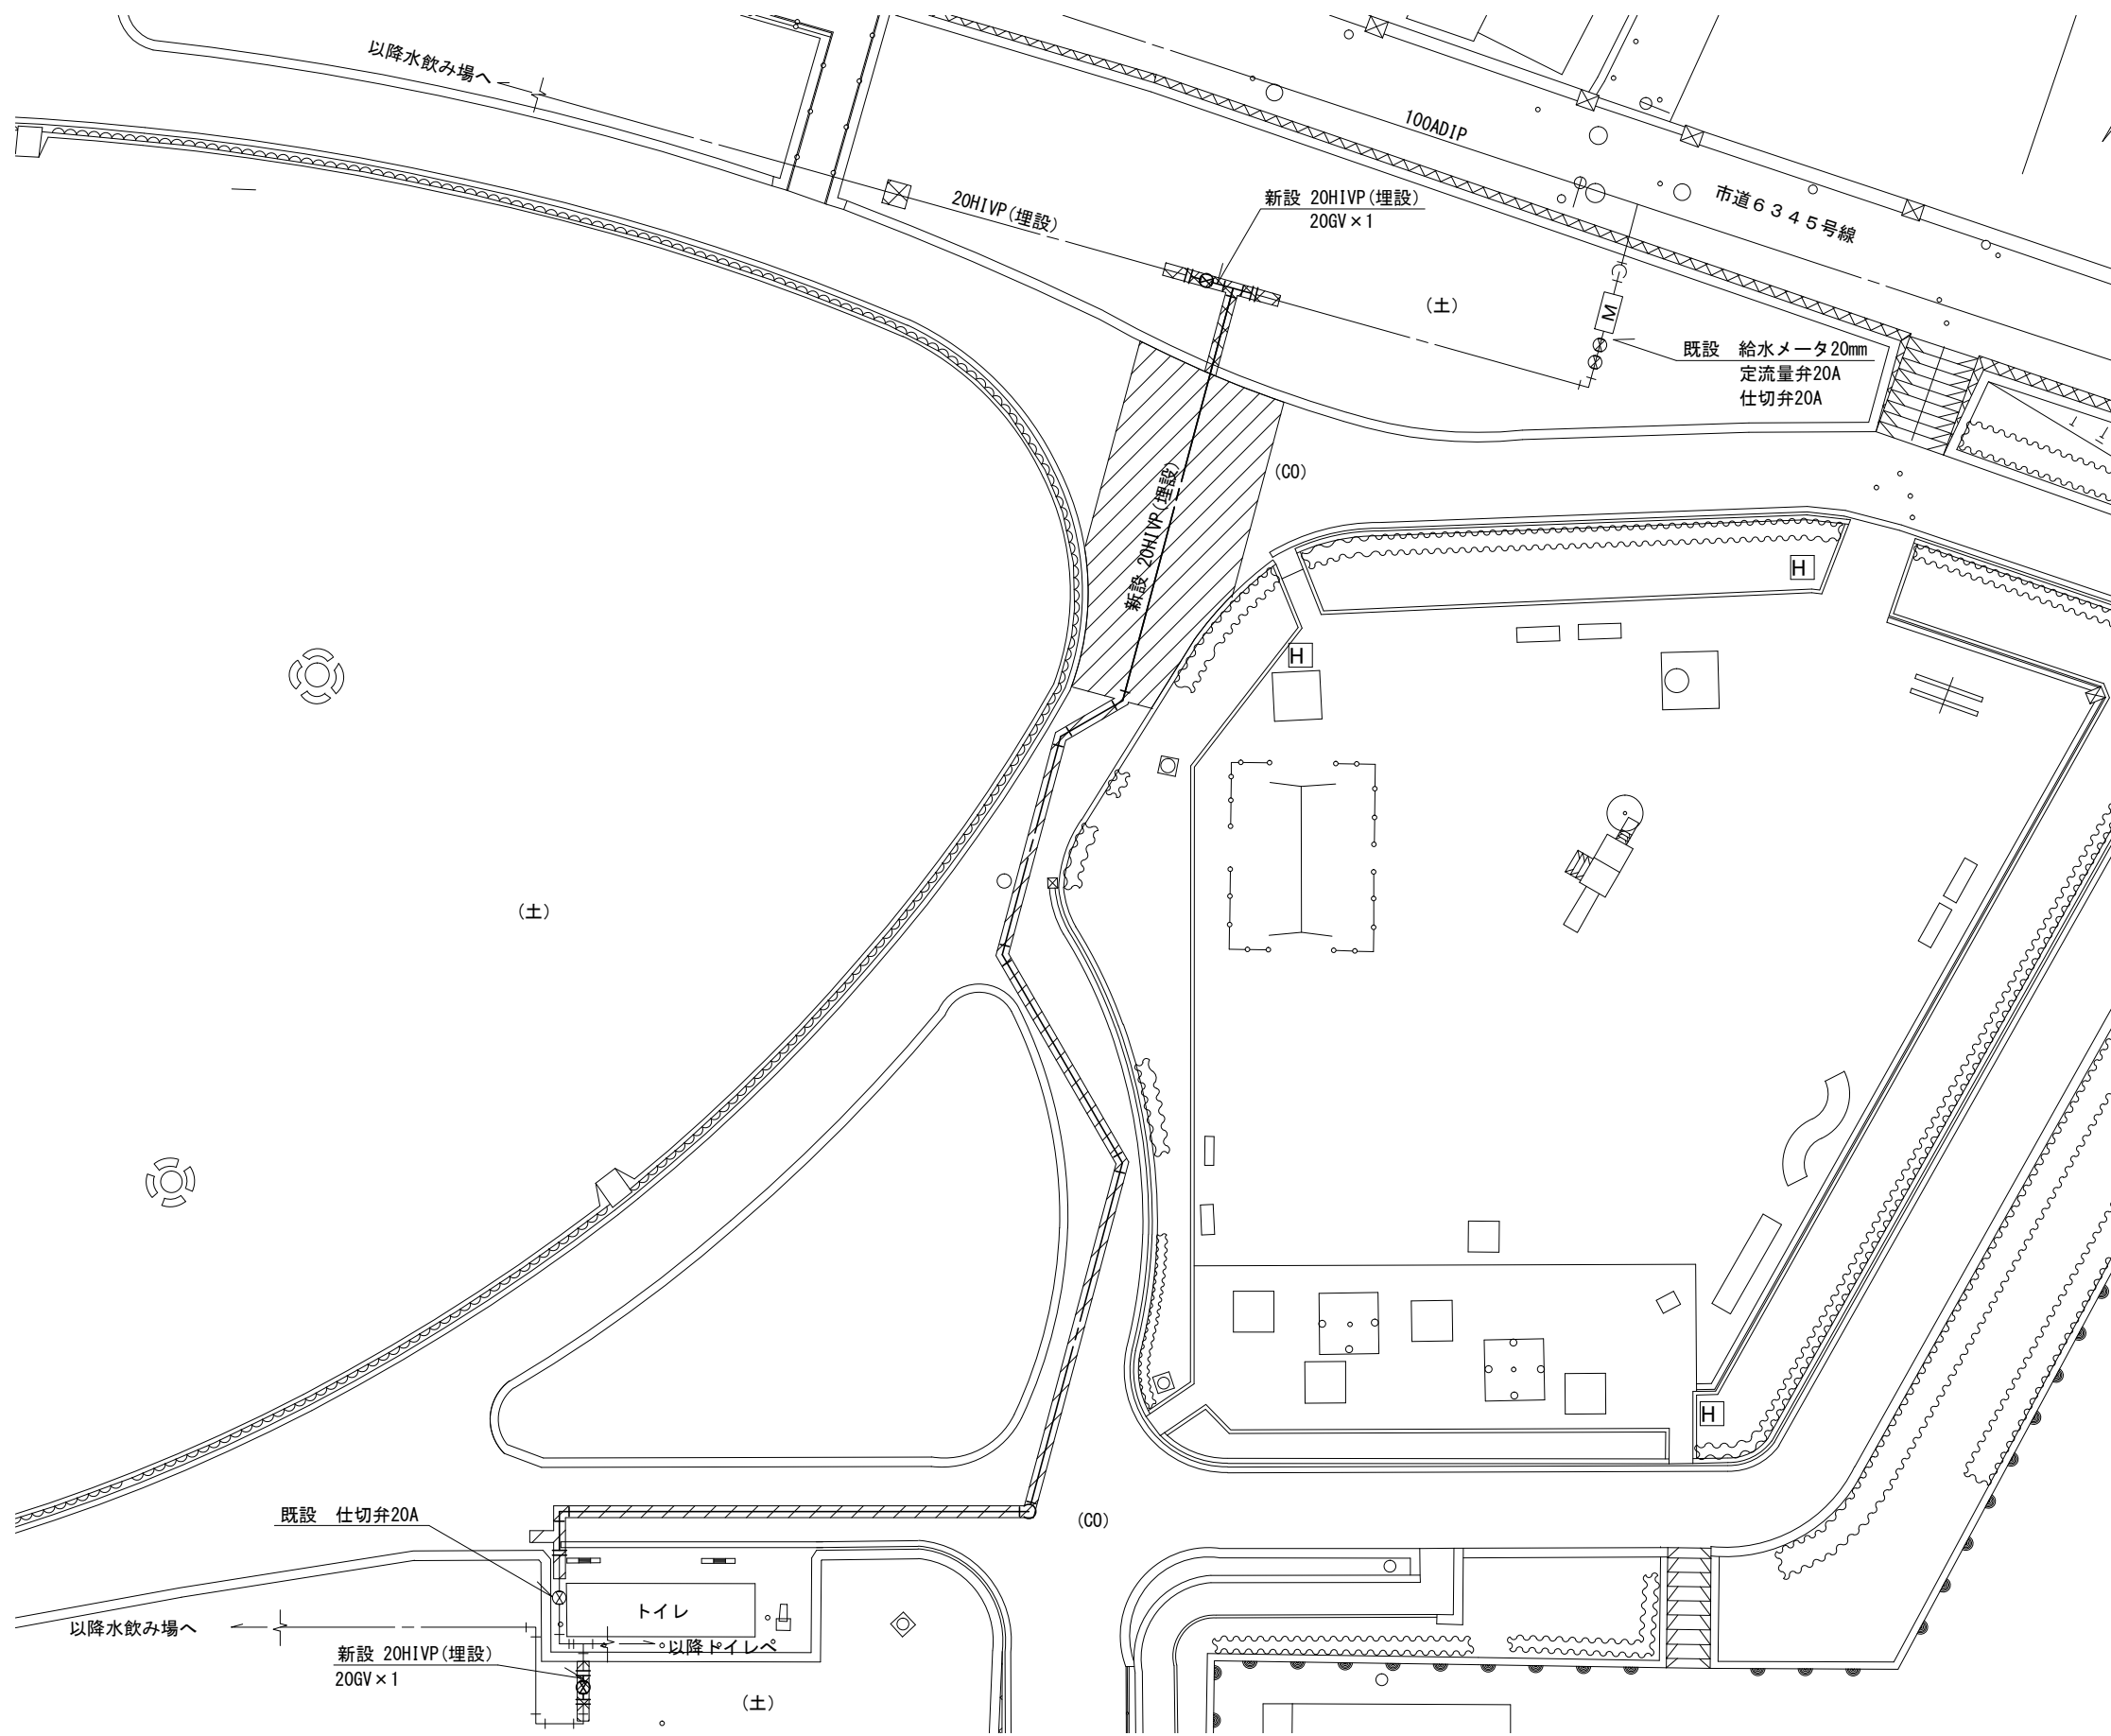 以降水飲み場へ
100ADIP
市道6345号線
20HIVP(埋設)
新設 20HIVP(埋設)
20GV×1
(土)
M
既設 給水メータ20mm
定流量弁20A
仕切弁20A
(CO)
新設 20HIVP(埋設)
H
H
(土)
H
既設 仕切弁20A
(CO)
トイレ
以降水飲み場へ
以降トイレペ
新設 20HIVP(埋設)
20GV×1
(土)